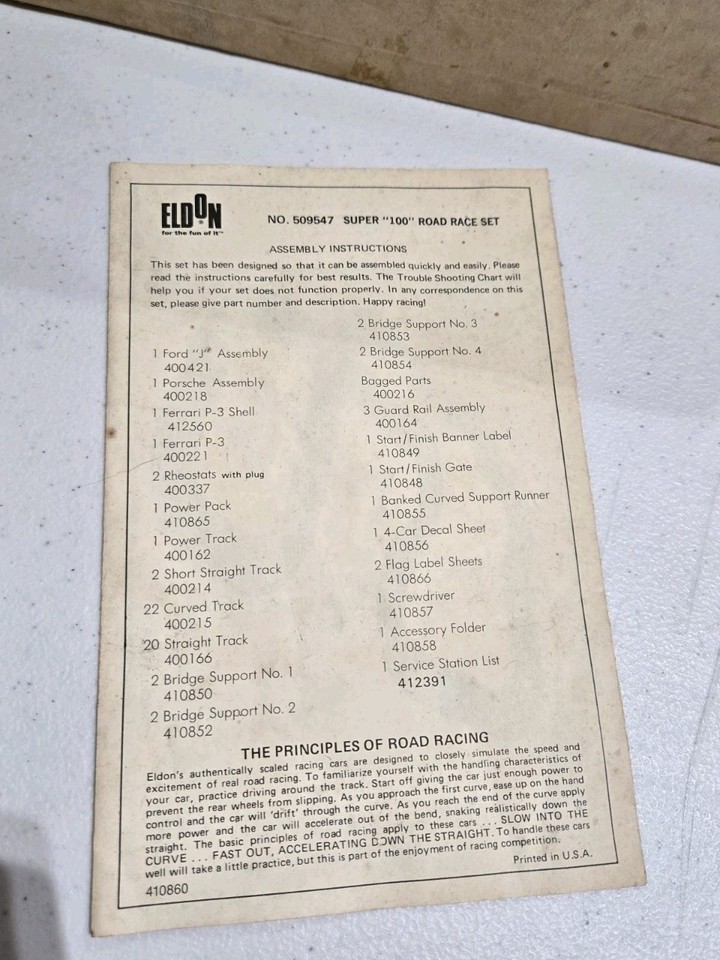 ELDON
for the fun of it™
NO. 509547 SUPER "100" ROAD RACE SET
ASSEMBLY INSTRUCTIONS
This set has been designed so that it can be assembled quickly and easily. Please
read the instructions carefully for best results. The Trouble Shooting Chart will
help you if your set does not function properly. In any correspondence on this
set, please give part number and description. Happy racing!
1 Ford "J" Assembly
400421
1 Porsche Assembly
400218
1 Ferrari P-3 Shell
412560
1 Ferrari P-3
400221
2 Rheostats with plug
400337
1 Power Pack
410865
1 Power Track
400162
2 Short Straight Track
400214
22 Curved Track
400215
20 Straight Track
400166
2 Bridge Support No. 1
410850
2 Bridge Support No. 2
410852
2 Bridge Support No. 3
410853
2 Bridge Support No. 4
410854
Bagged Parts
400216
3 Guard Rail Assembly
400164
1 Start/Finish Banner Label
410849
1 Start/Finish Gate
410848
1 Banked Curved Support Runner
410855
1 4-Car Decal Sheet
410856
2 Flag Label Sheets
410866
1 Screwdriver
410857
1 Accessory Folder
410858
1 Service Station List
412391
THE PRINCIPLES OF ROAD RACING
Eldon's authentically scaled racing cars are designed to closely simulate the speed and
excitement of real road racing. To familiarize yourself with the handling characteristics of
your car, practice driving around the track. Start off giving the car just enough power to
prevent the rear wheels from slipping. As you approach the first curve, ease up on the hand
control and the car will 'drift' through the curve. As you reach the end of the curve apply
more power and the car will accelerate out of the bend, snaking realistically down the
straight. The basic principles of road racing apply to these cars ... SLOW INTO THE
CURVE ... FAST OUT, ACCELERATING DOWN THE STRAIGHT. To handle these cars
well will take a little practice, but this is part of the enjoyment of racing competition.
Printed in U.S.A.
410860